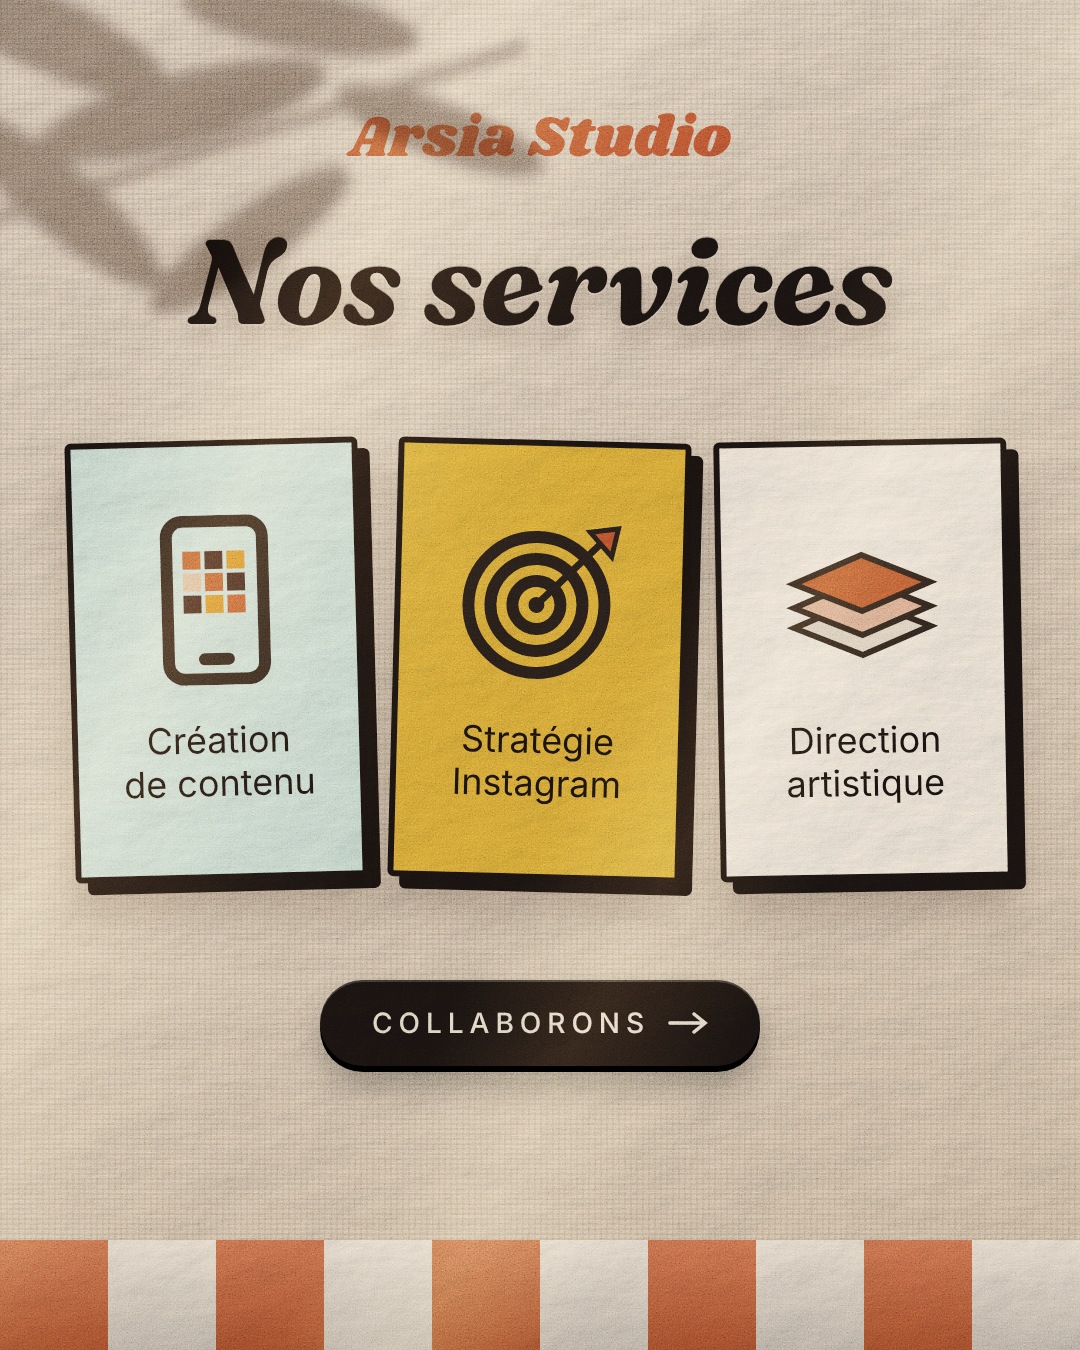 Arsia Studio
Nos services
Création
de contenu
Stratégie
Instagram
Direction
artistique
COLLABORONS →